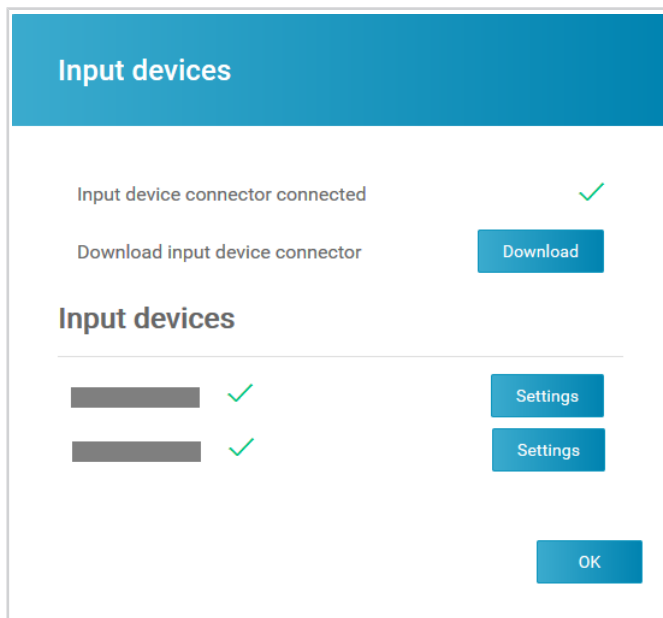 Input devices
Input device connector connected
Download input device connector
Download
Input devices
Settings
Settings
OK